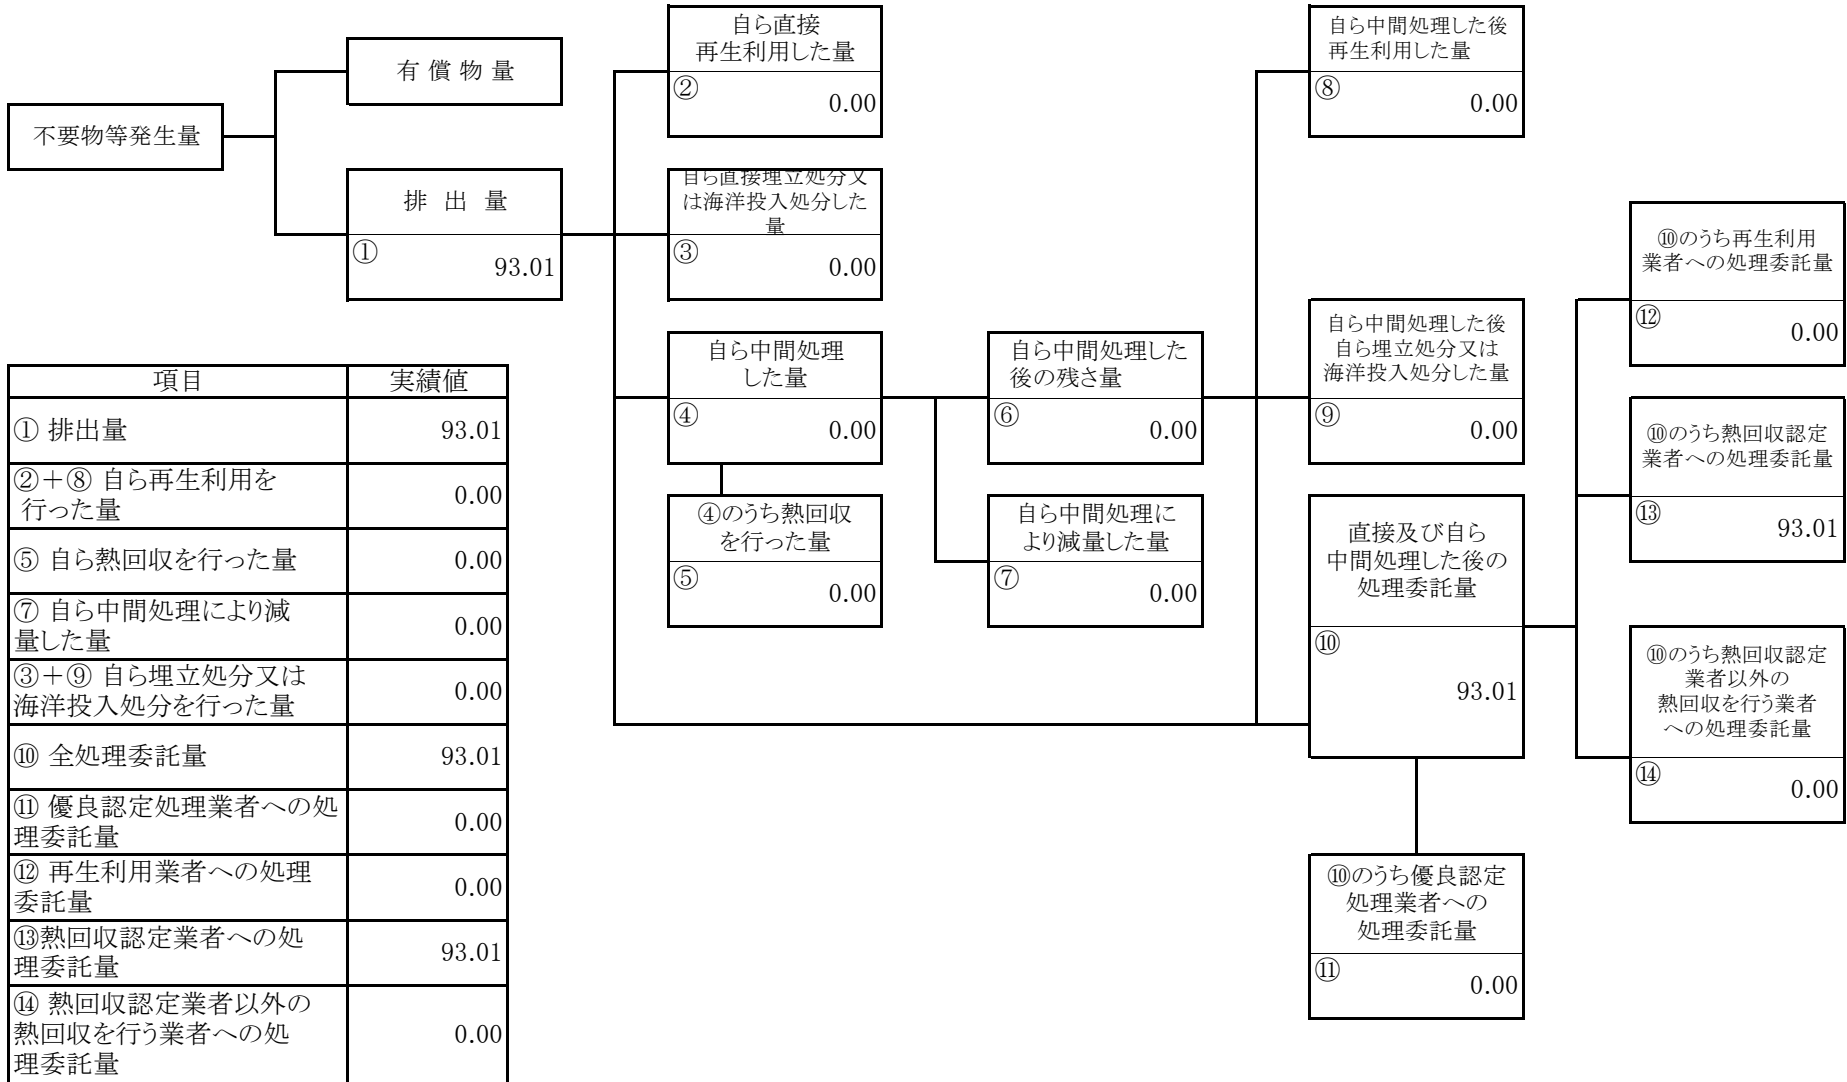 不要物等発生量
有 償 物 量
排 出 量
①
93.01
自ら直接
再生利用した量
②
0.00
自ら直接埋立処分又
は海洋投入処分した
量
③
0.00
自ら中間処理
した量
④
0.00
④のうち熱回収
を行った量
⑤
0.00
自ら中間処理した
後の残さ量
⑥
0.00
自ら中間処理に
より減量した量
⑦
0.00
自ら中間処理した後
再生利用した量
⑧
0.00
自ら中間処理した後
自ら埋立処分又は
海洋投入処分した量
⑨
0.00
直接及び自ら
中間処理した後の
処理委託量
⑩
93.01
⑩のうち優良認定
処理業者への
処理委託量
⑪
0.00
⑩のうち再生利用
業者への処理委託量
⑫
0.00
⑩のうち熱回収認定
業者への処理委託量
⑬
93.01
⑩のうち熱回収認定
業者以外の
熱回収を行う業者
への処理委託量
⑭
0.00
項目 実績値
① 排出量 93.01
②＋⑧ 自ら再生利用を
行った量 0.00
⑤ 自ら熱回収を行った量 0.00
⑦ 自ら中間処理により減
量した量 0.00
③＋⑨ 自ら埋立処分又は
海洋投入処分を行った量 0.00
⑩ 全処理委託量 93.01
⑪ 優良認定処理業者への処
理委託量 0.00
⑫ 再生利用業者への処理
委託量 0.00
⑬熱回収認定業者への処
理委託量 93.01
⑭ 熱回収認定業者以外の
熱回収を行う業者への処
理委託量 0.00